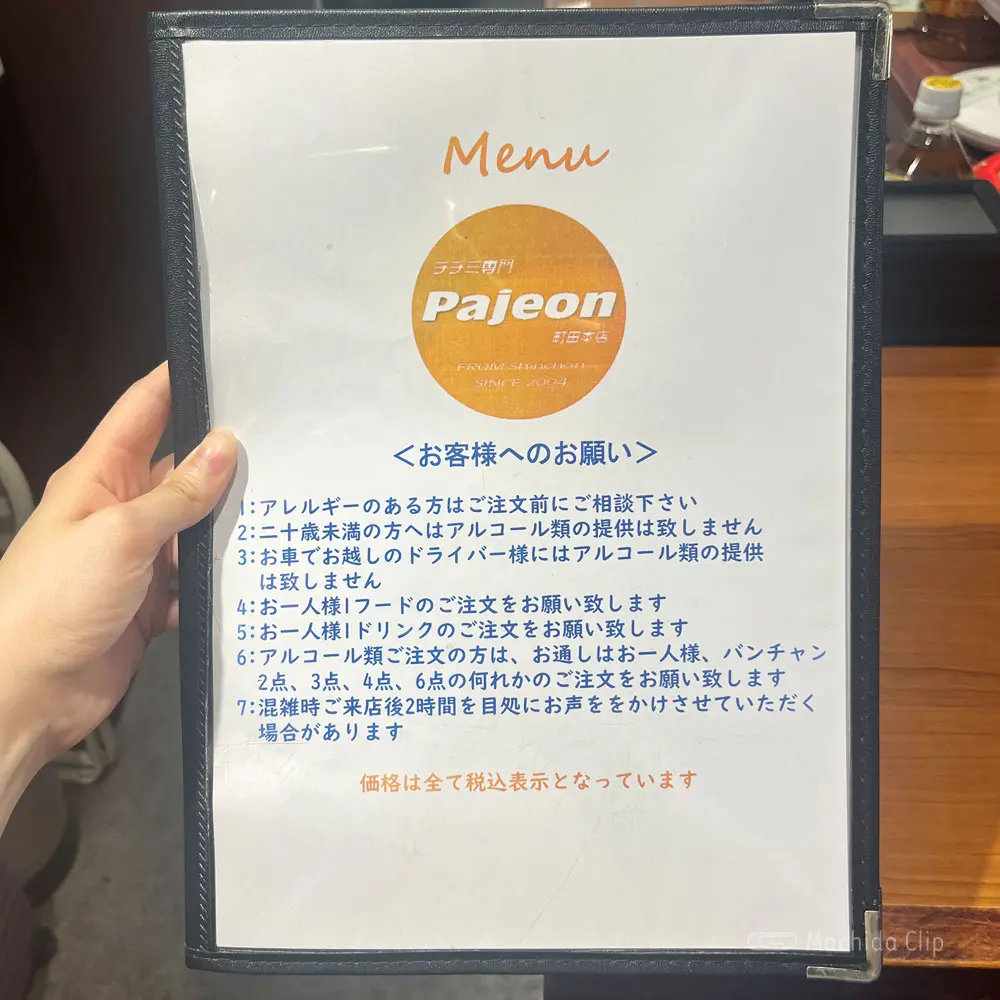 Menu
チヂミ専門
Pajeon
町田本店
FROM Shinchon
SINCE 2004
＜お客様へのお願い＞
1:アレルギーのある方はご注文前にご相談下さい
2:二十歳未満の方へはアルコール類の提供は致しません
3:お車でお越しのドライバー様にはアルコール類の提供
は致しません
4:お一人様1フードのご注文をお願い致します
5:お一人様1ドリンクのご注文をお願い致します
6:アルコール類ご注文の方は、お通しはお一人様、バンチャン
2点、3点、4点、6点の何れかのご注文をお願い致します
7:混雑時ご来店後2時間を目処にお声ををかけさせていただく
場合があります
価格は全て税込表示となっています
Machida Clip